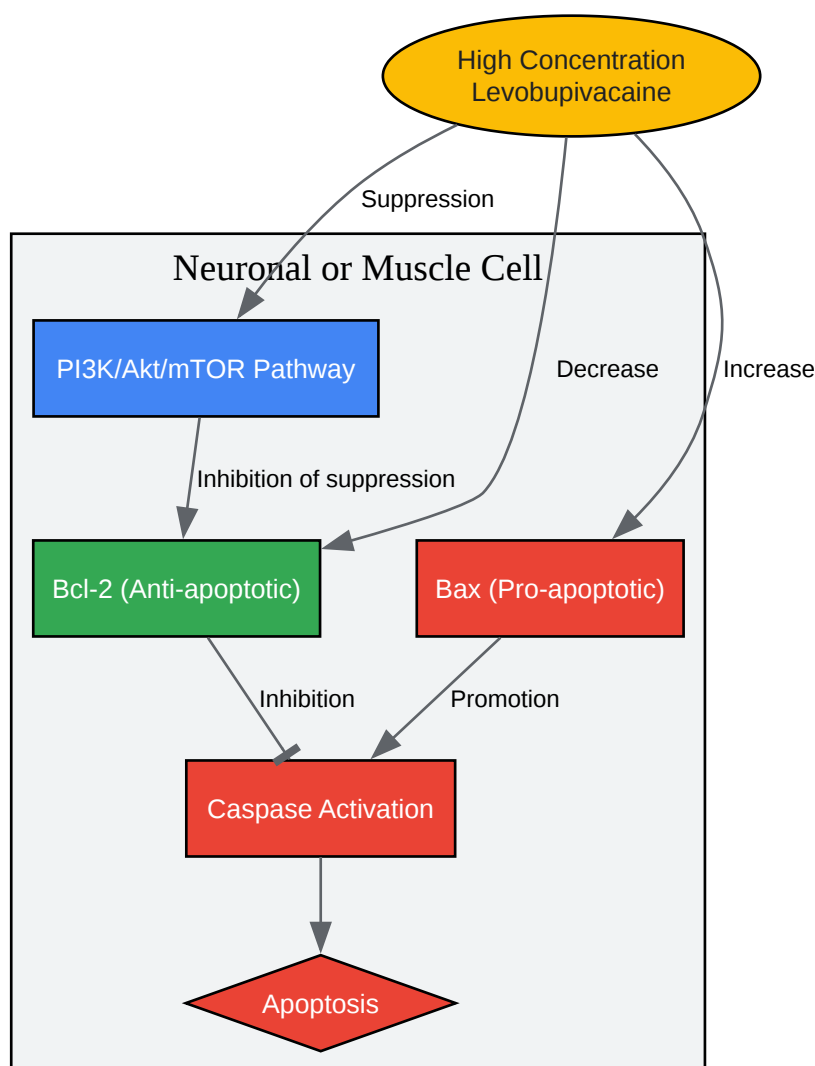 High Concentration
Levobupivacaine
Suppression
Neuronal or Muscle Cell
PI3K/Akt/mTOR Pathway
Decrease
Increase
Inhibition of suppression
Bcl-2 (Anti-apoptotic)
Bax (Pro-apoptotic)
Inhibition
Promotion
Caspase Activation
Apoptosis